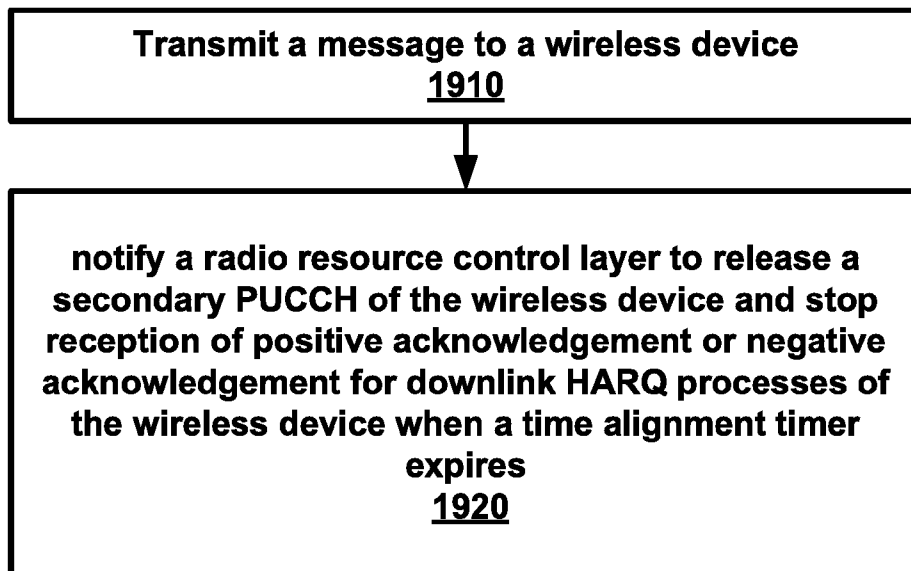 Transmit a message to a wireless device
1910
notify a radio resource control layer to release a
secondary PUCCH of the wireless device and stop
reception of positive acknowledgement or negative
acknowledgement for downlink HARQ processes of
the wireless device when a time alignment timer
expires
1920